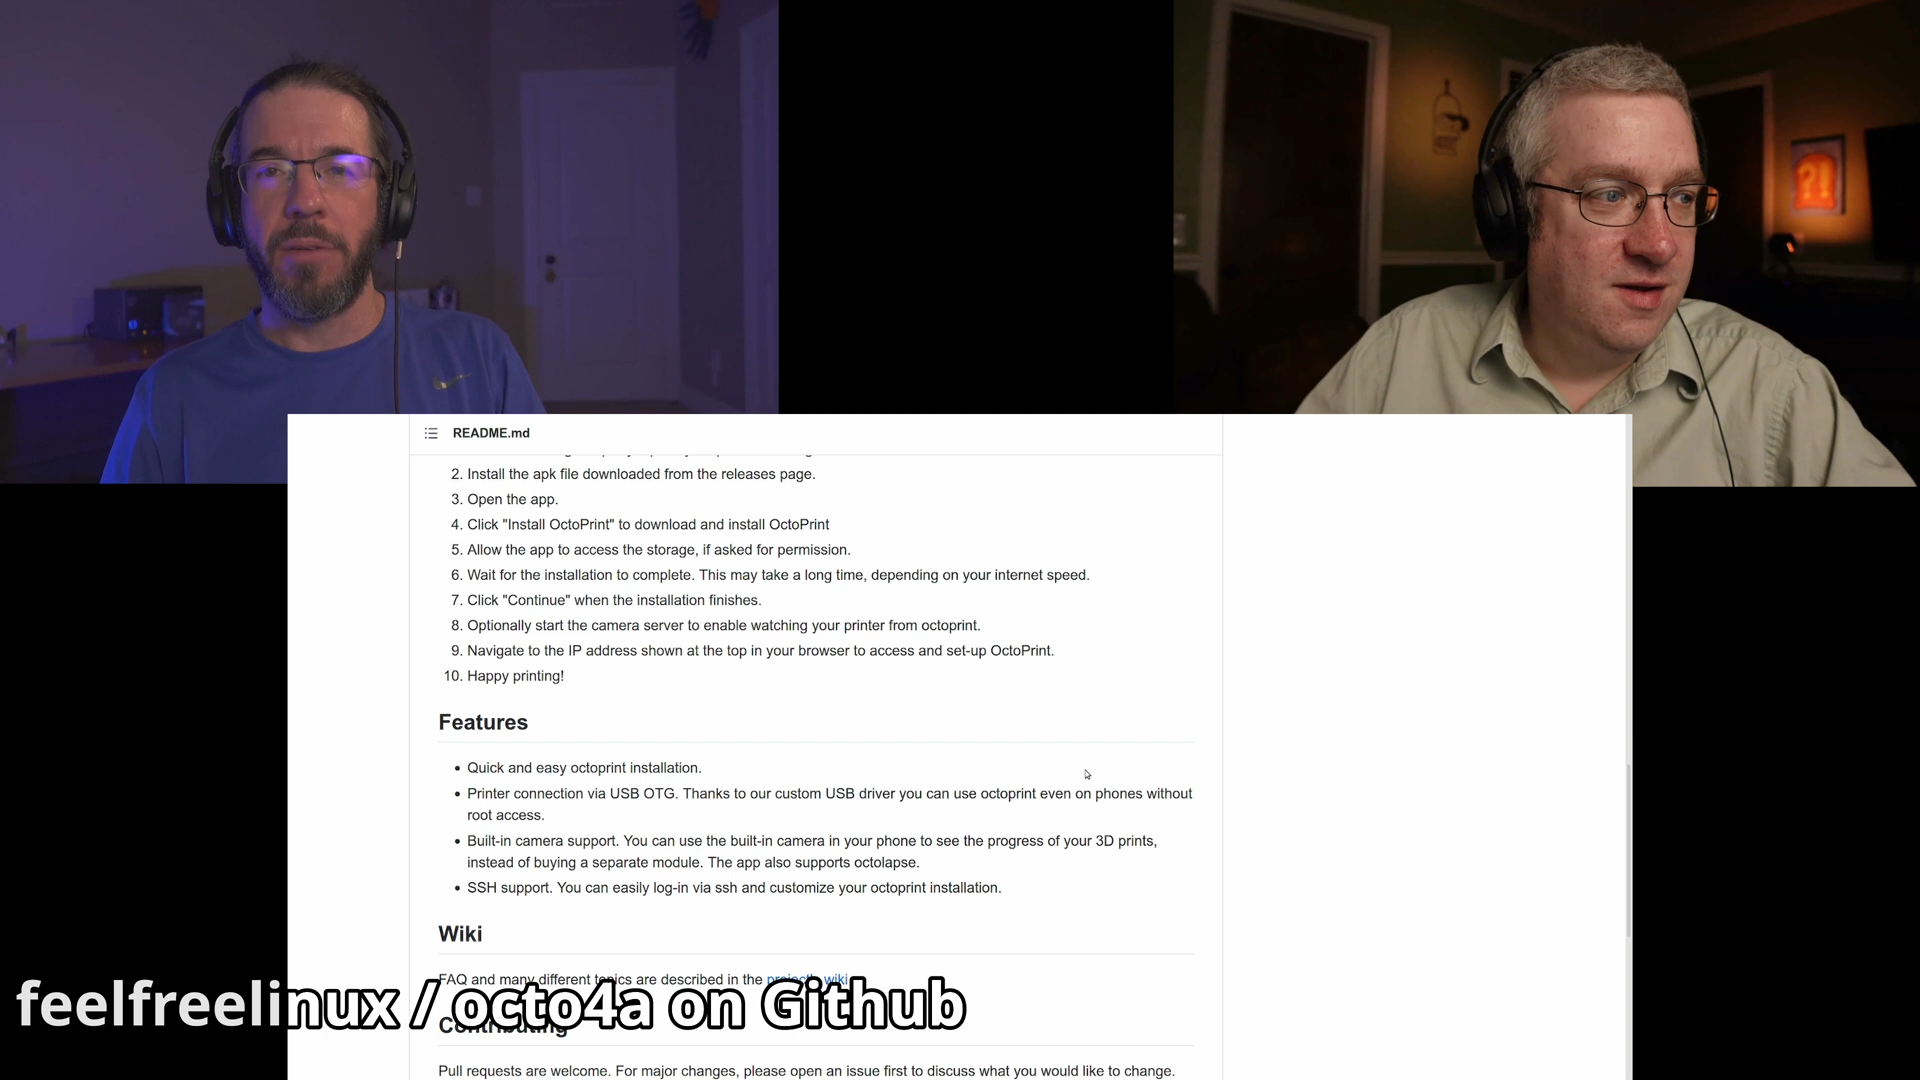 README.md
2. Install the apk file downloaded from the releases page.
3. Open the app.
4. Click "Install OctoPrint" to download and install OctoPrint
5. Allow the app to access the storage, if asked for permission.
6. Wait for the installation to complete. This may take a long time, depending on your internet speed.
7. Click "Continue" when the installation finishes.
8. Optionally start the camera server to enable watching your printer from octoprint.
9. Navigate to the IP address shown at the top in your browser to access and set-up OctoPrint.
10. Happy printing!
Features
• Quick and easy octoprint installation.
• Printer connection via USB OTG. Thanks to our custom USB driver you can use octoprint even on phones without
root access.
• Built-in camera support. You can use the built-in camera in your phone to see the progress of your 3D prints,
instead of buying a separate module. The app also supports octolapse.
• SSH support. You can easily log-in via ssh and customize your octoprint installation.
Wiki
FAQ and many different topics are described in the project's wiki
feelfreelinux / octo4a on Github
Contributing
Pull requests are welcome. For major changes, please open an issue first to discuss what you would like to change.
?!